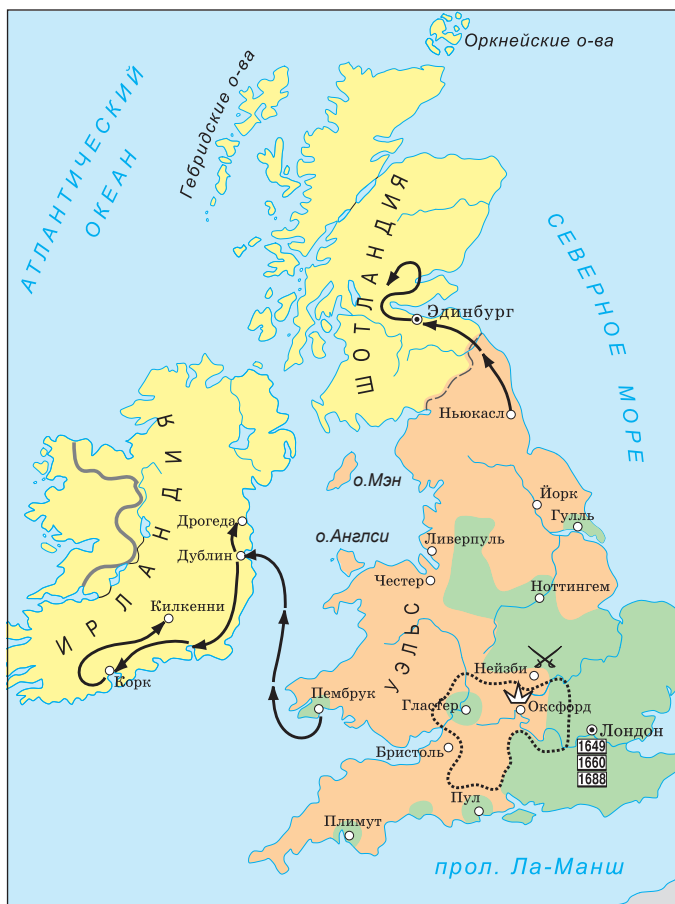 Оркнейские о-ва
Гебридские о-ва
АТЛАНТИЧЕСКИЙ
ОКЕАН
СЕВЕРНОЕ МОРЕ
ШОТЛАНДИЯ
Эдинбург
Ньюкасл
о.Мэн
Йорк
Гулль
ИРЛАНДИЯ
Дрогеда
Дублин
о.Англси
Ливерпуль
Честер
Ноттингем
Килкенни
Корк
УЭЛЬС
Нейзби
Пембрук
Гластер
Оксфорд
Лондон
1649
1660
1688
Бристоль
Пул
Плимут
прол. Ла-Манш